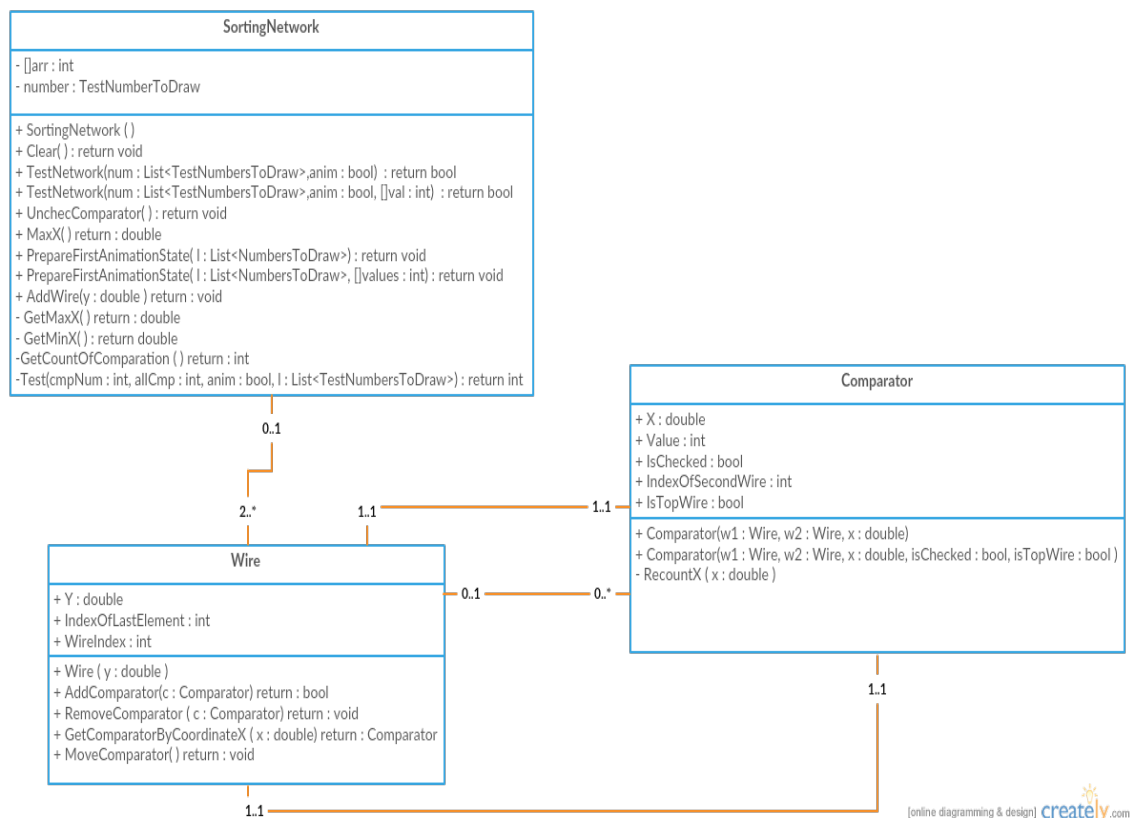 SortingNetwork
- []arr : int
- number : TestNumberToDraw
+ SortingNetwork ( )
+ Clear( ) : return void
+ TestNetwork(num : List<TestNumbersToDraw>,anim : bool)  : return bool
+ TestNetwork(num : List<TestNumbersToDraw>,anim : bool, []val : int)  : return bool
+ UnchecComparator( ) : return void
+ MaxX( ) return : double
+ PrepareFirstAnimationState( l : List<NumbersToDraw>) : return void
+ PrepareFirstAnimationState( l : List<NumbersToDraw>, []values : int) : return void
+ AddWire(y : double ) return : void
- GetMaxX( ) return : double
- GetMinX( ) : return double
-GetCountOfComparation ( ) return : int
-Test(cmpNum : int, allCmp : int, anim : bool, l : List<TestNumbersToDraw>) : return int
0..1
2..*
1..1
1..1
Comparator
+ X : double
+ Value : int
+ IsChecked : bool
+ IndexOfSecondWire : int
+ IsTopWire : bool
+ Comparator(w1 : Wire, w2 : Wire, x : double)
+ Comparator(w1 : Wire, w2 : Wire, x : double, isChecked : bool, isTopWire : bool )
- RecountX ( x : double )
Wire
+ Y : double
+ IndexOfLastElement : int
+ WireIndex : int
+ Wire ( y : double )
+ AddComparator(c : Comparator) return : bool
+ RemoveComparator ( c : Comparator) return : void
+ GetComparatorByCoordinateX ( x : double) return : Comparator
+ MoveComparator( ) return : void
0..1
0..*
1..1
1..1
[online diagramming & design] creately.com